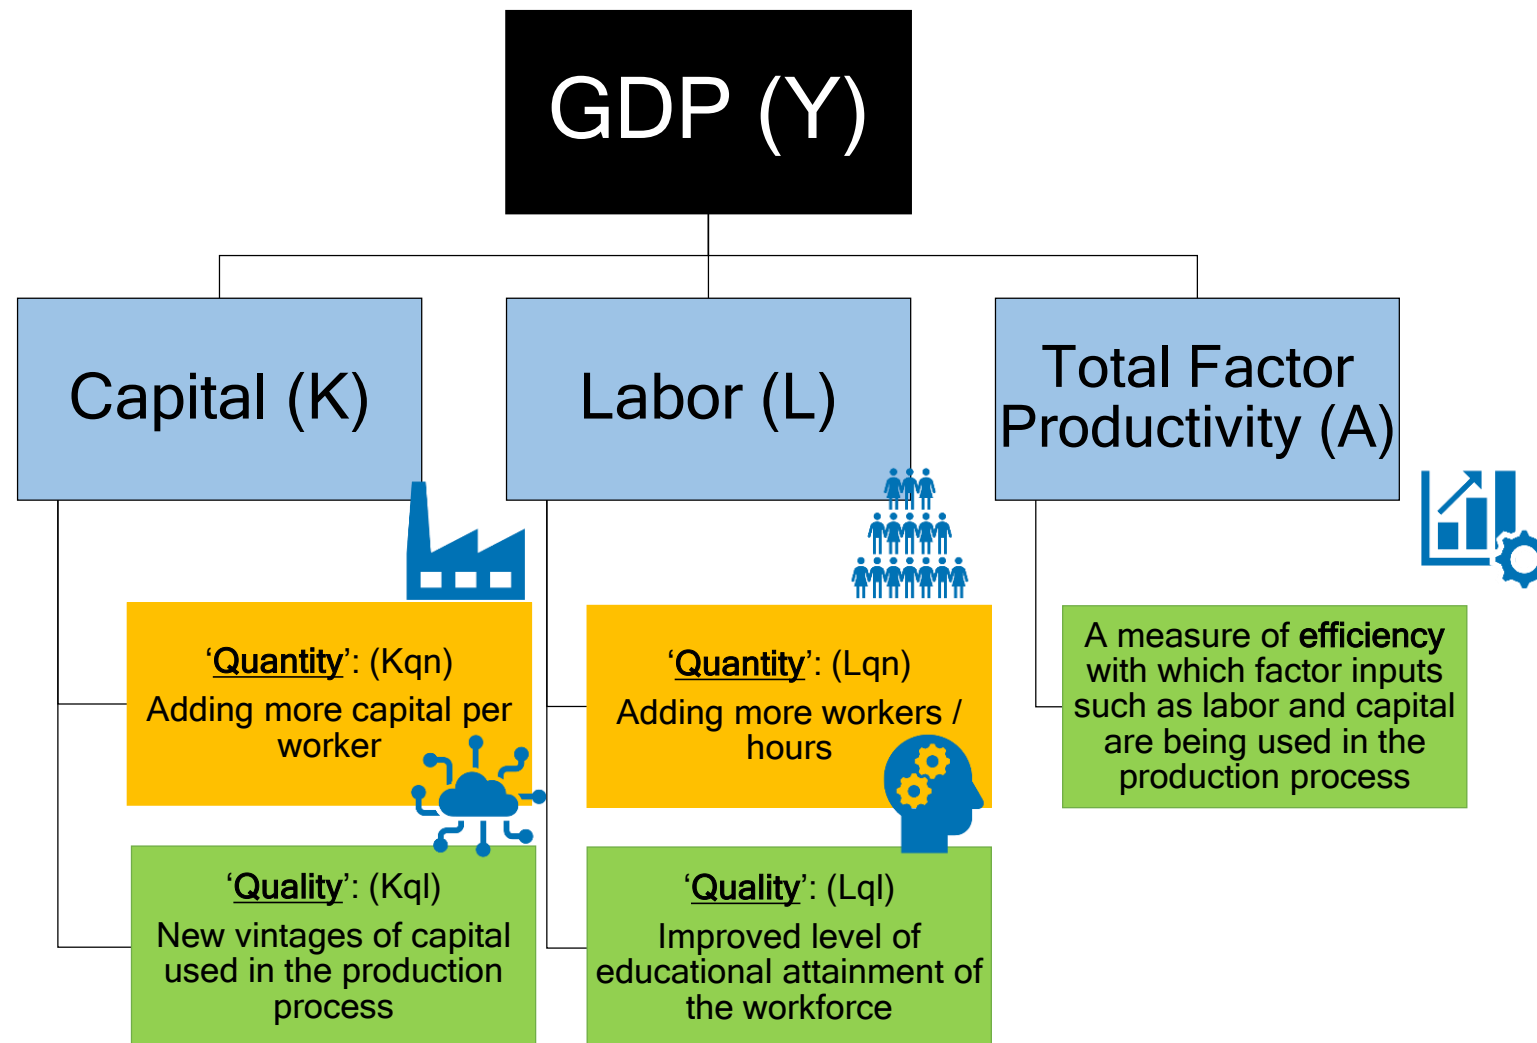 GDP (Y)
Capital (K)
Labor (L)
Total Factor
Productivity (A)
‘Quantity’: (Kqn)
Adding more capital per
worker
‘Quality’: (Kql)
New vintages of capital
used in the production
process
‘Quantity’: (Lqn)
Adding more workers /
hours
‘Quality’: (Lql)
Improved level of
educational attainment of
the workforce
A measure of efficiency
with which factor inputs
such as labor and capital
are being used in the
production process